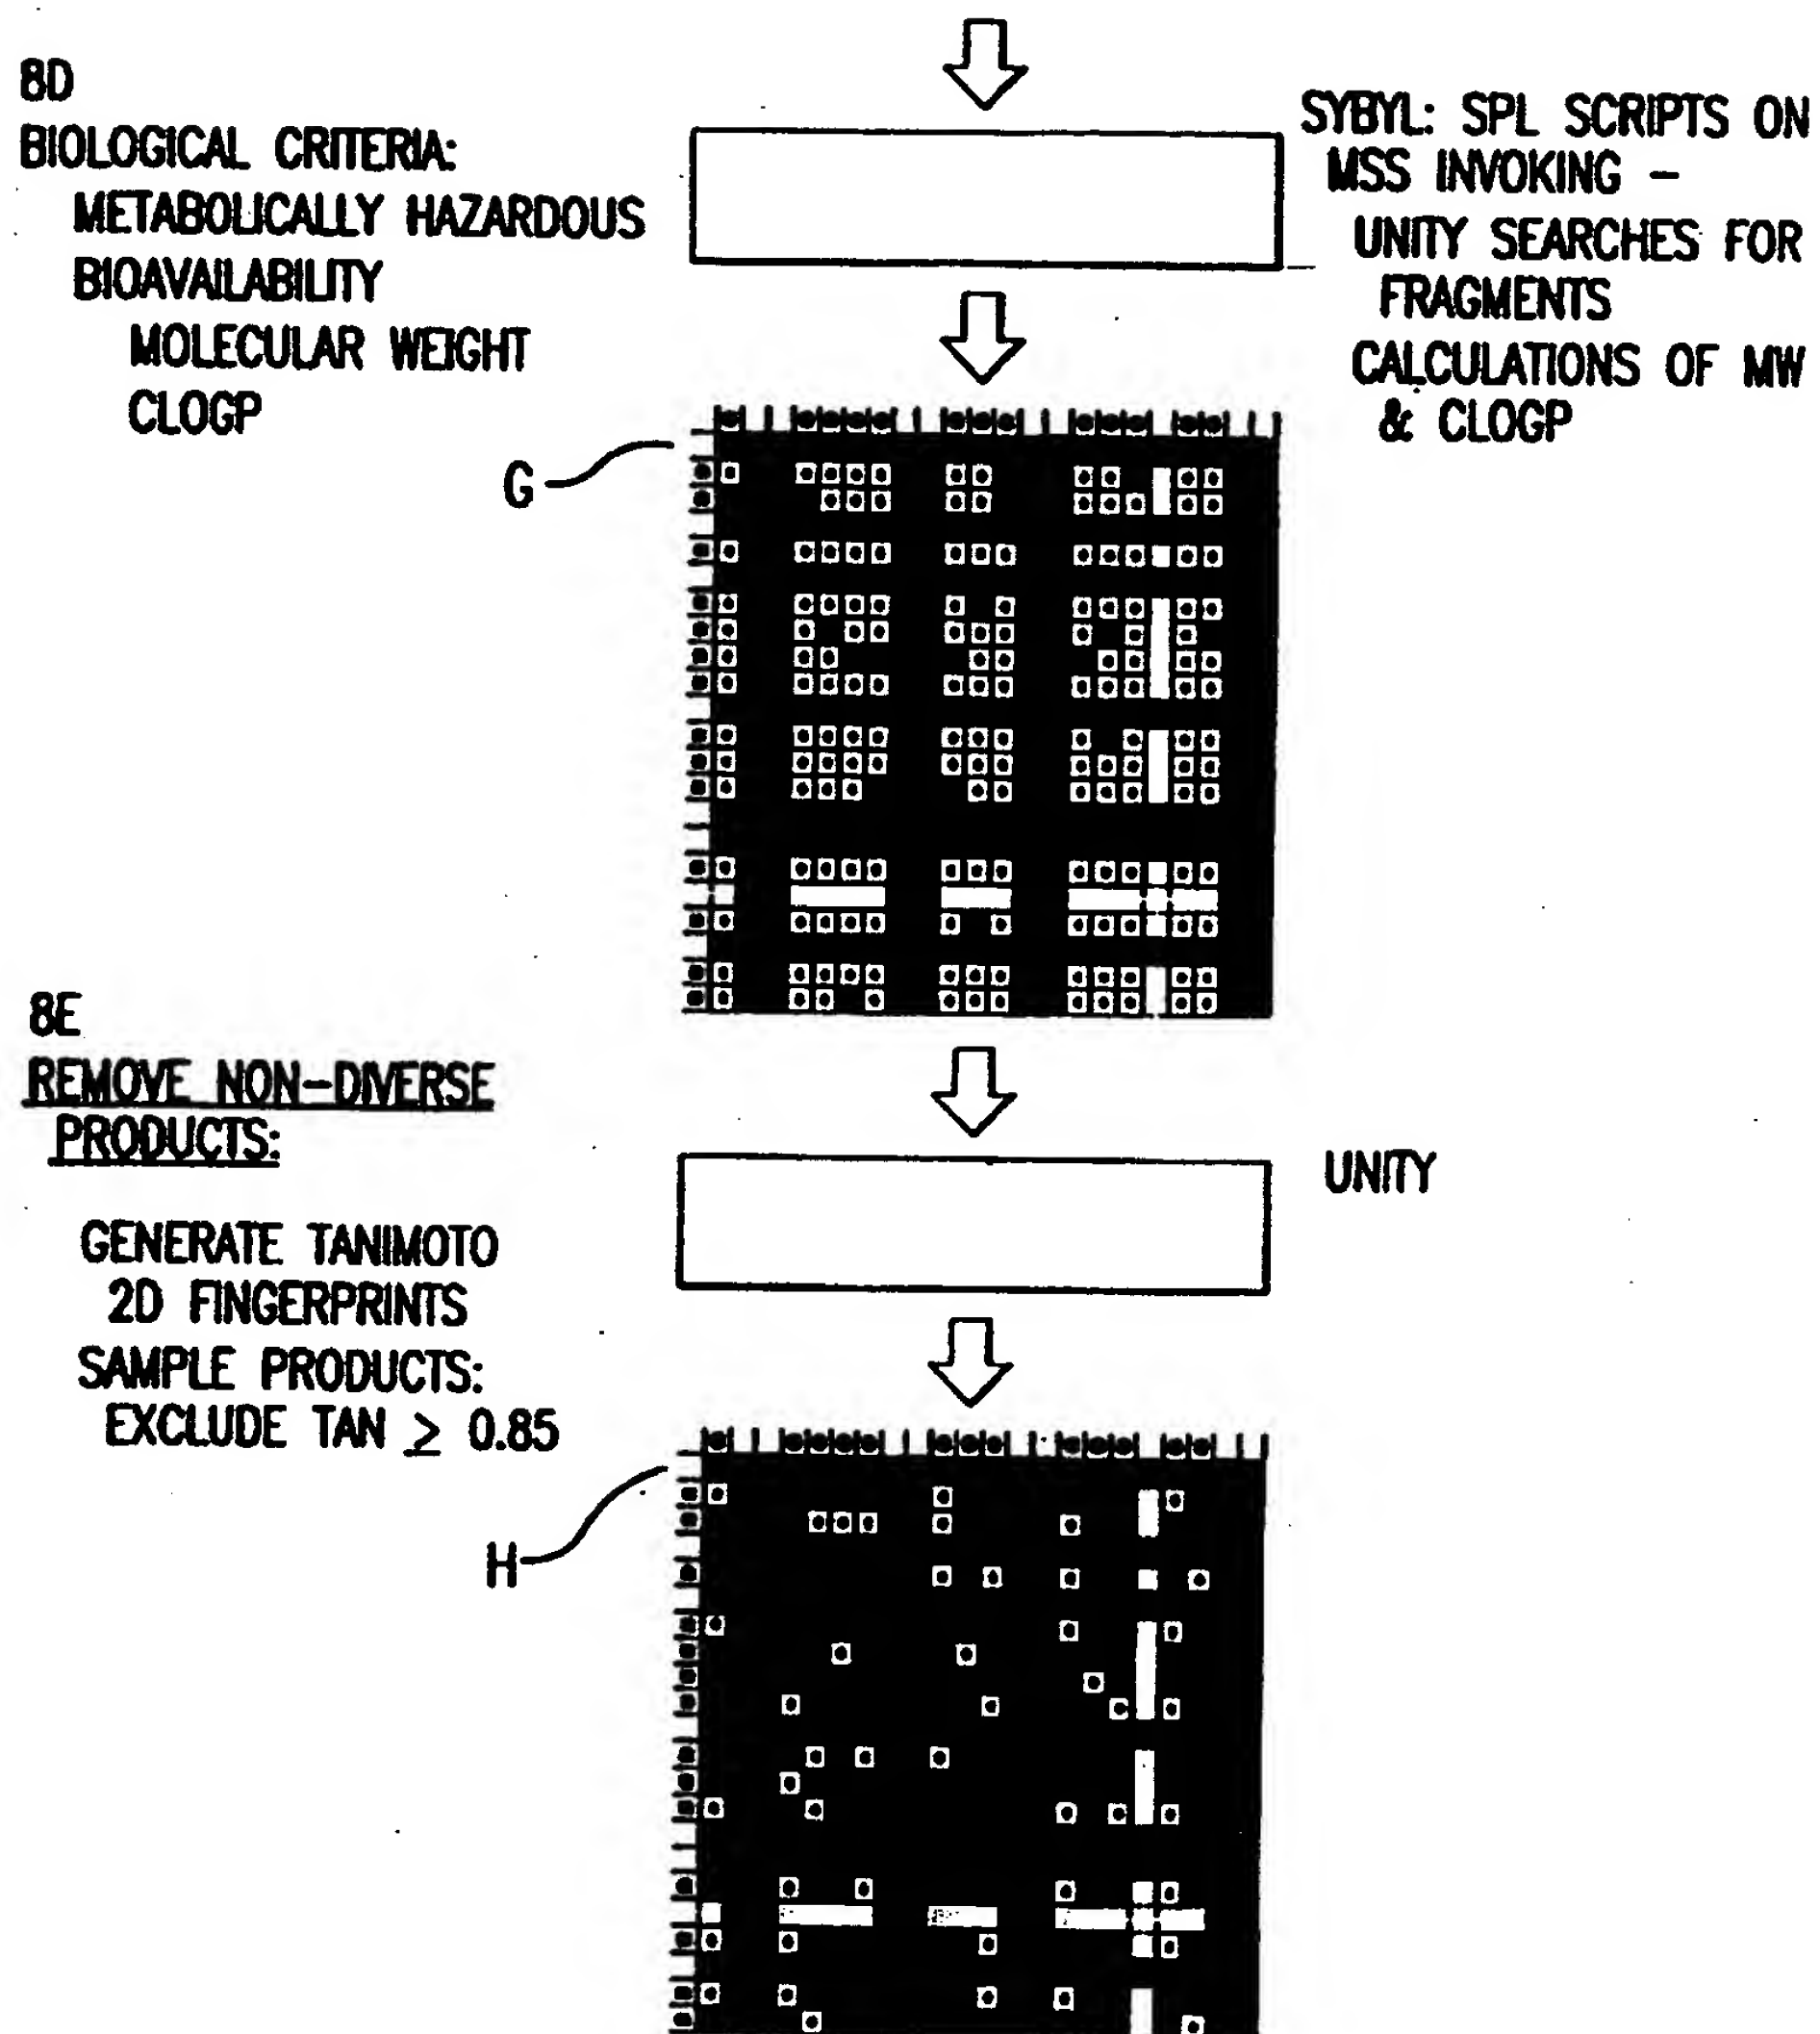 8D
BIOLOGICAL CRITERIA:
METABOLICALLY HAZARDOUS
BIOAVAILABILITY
MOLECULAR WEIGHT
CLOGP
SYBYL: SPL SCRIPTS ON
MSS INVOKING –
UNITY SEARCHES FOR
FRAGMENTS
CALCULATIONS OF MW
& CLOGP
G
8E
REMOVE NON–DIVERSE
PRODUCTS:
GENERATE TANIMOTO
2D FINGERPRINTS
SAMPLE PRODUCTS:
EXCLUDE TAN ≥ 0.85
UNITY
H